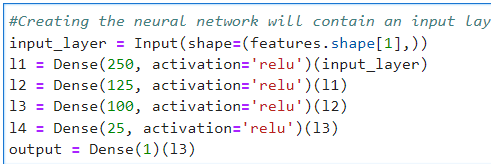 #Creating the neural network will contain an input lay
input_layer = Input(shape=(features.shape[1],))
l1 = Dense(250, activation='relu')(input_layer)
l2 = Dense(125, activation='relu')(l1)
l3 = Dense(100, activation='relu')(l2)
l4 = Dense(25, activation='relu')(l3)
output = Dense(1)(l3)